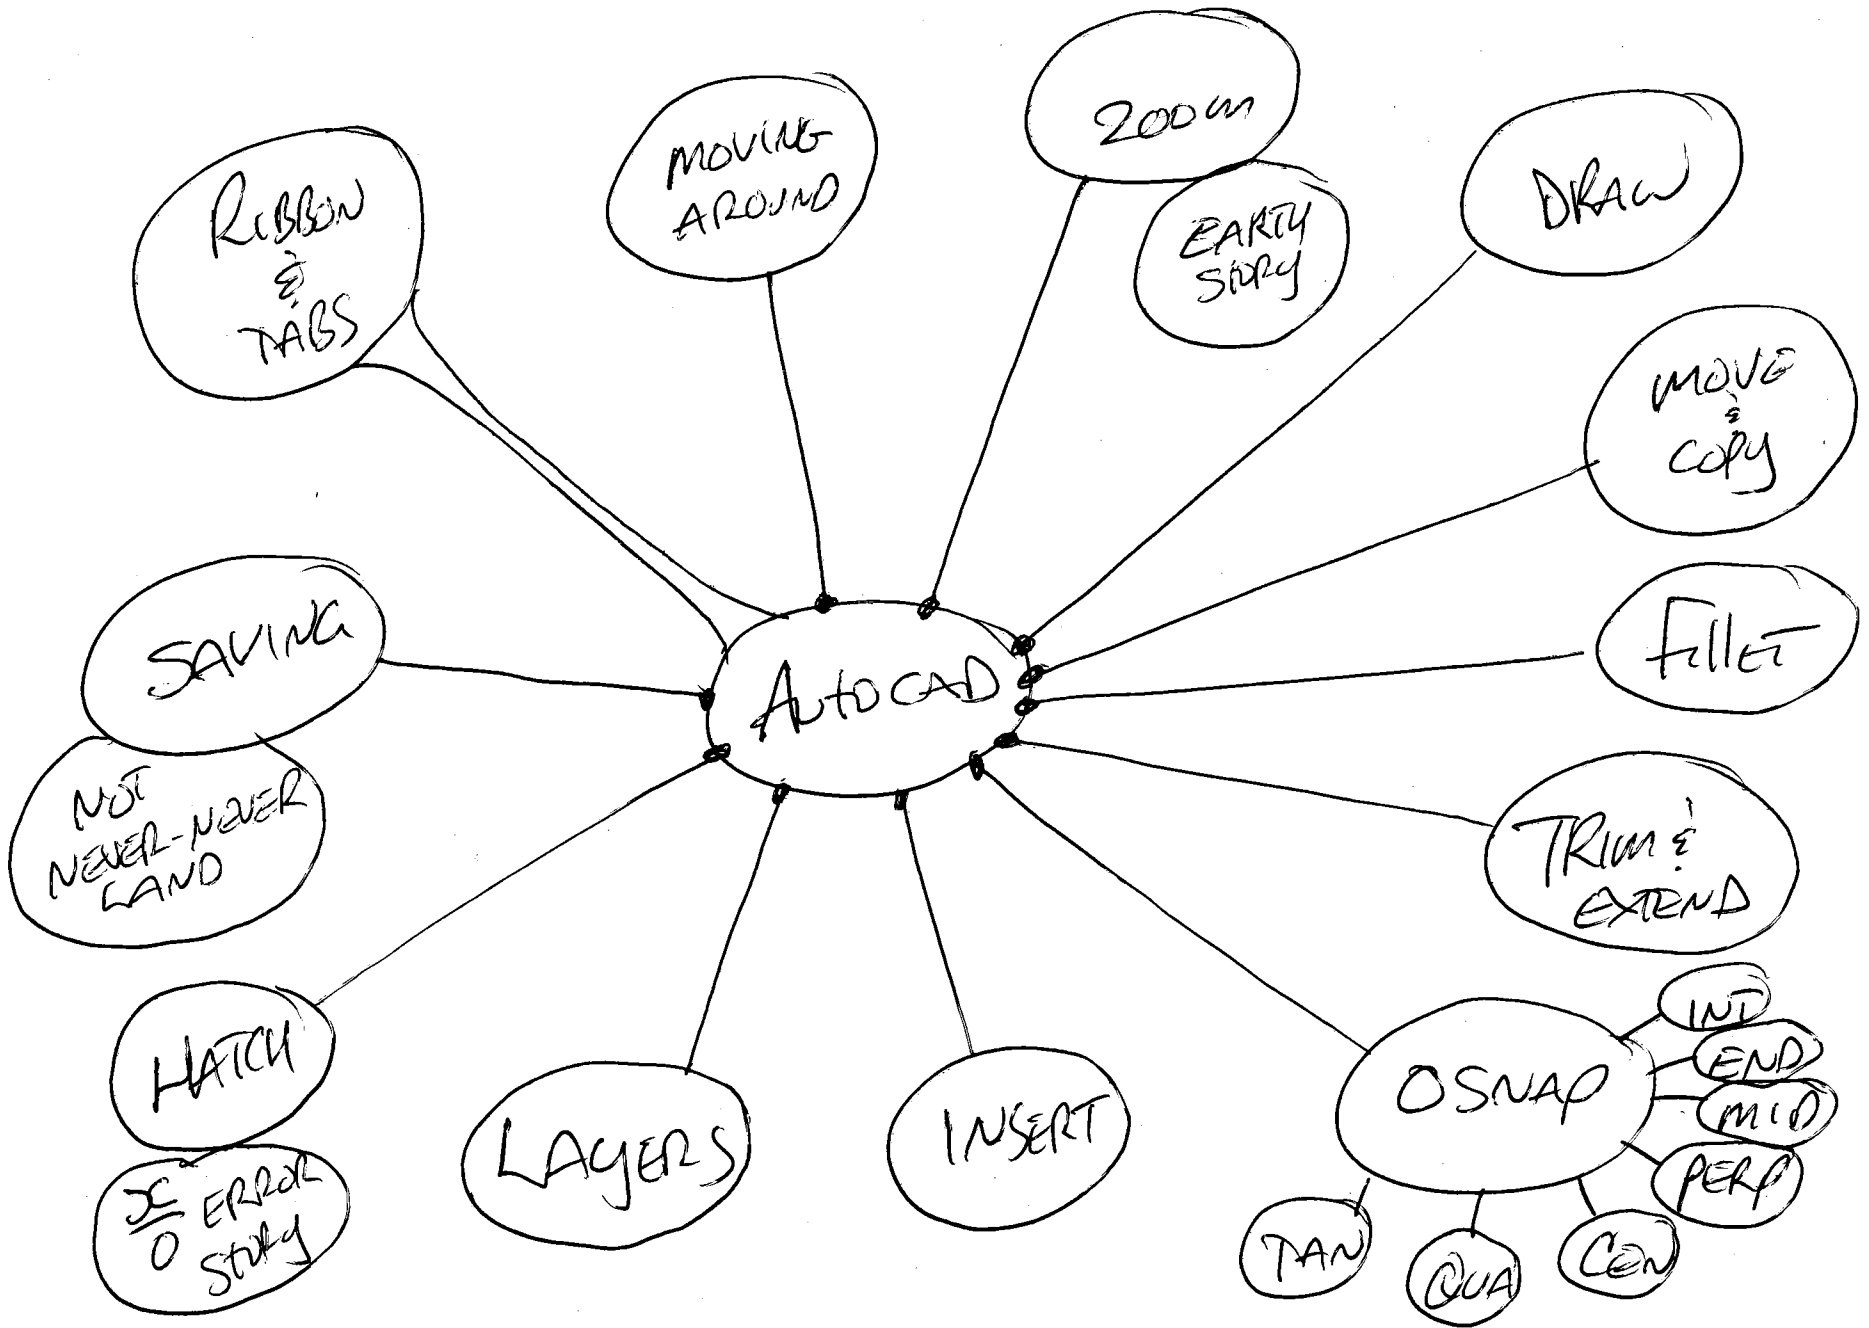 RIBBON
&
TABS
MOVING
AROUND
ZOOM
EARTH
STORY
DRAW
MOVE
&
COPY
FILLET
TRIM &
EXTEND
OSNAP
INT
END
MID
PERP
CEN
QUA
TAN
INSERT
LAYERS
HATCH
x/0 ERROR
STORY
SAVING
NOT
NEVER-NEVER
LAND
AUTOCAD